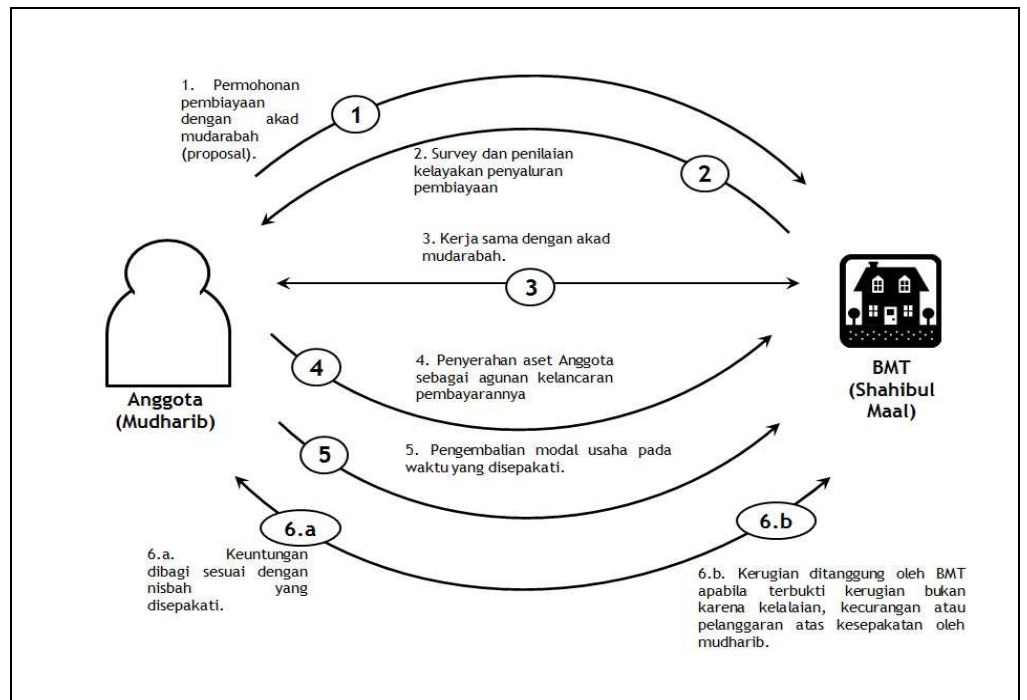 1. Permohonan
pembiayaan
dengan akad
mudarabah
(proposal).
1
2. Survey dan penilaian
kelayakan penyaluran
pembiayaan
2
3. Kerja sama dengan akad
mudarabah.
3
Anggota
(Mudharib)
BMT
(Shahibul
Maal)
4
4. Penyerahan aset Anggota
sebagai agunan kelancaran
pembayarannya
5
5. Pengembalian modal usaha pada
waktu yang disepakati.
6.a
6.b
6.a. Keuntungan
dibagi sesuai dengan
nisbah yang
disepakati.
6.b. Kerugian ditanggung oleh BMT
apabila terbukti kerugian bukan
karena kelalaian, kecurangan atau
pelanggaran atas kesepakatan oleh
mudharib.